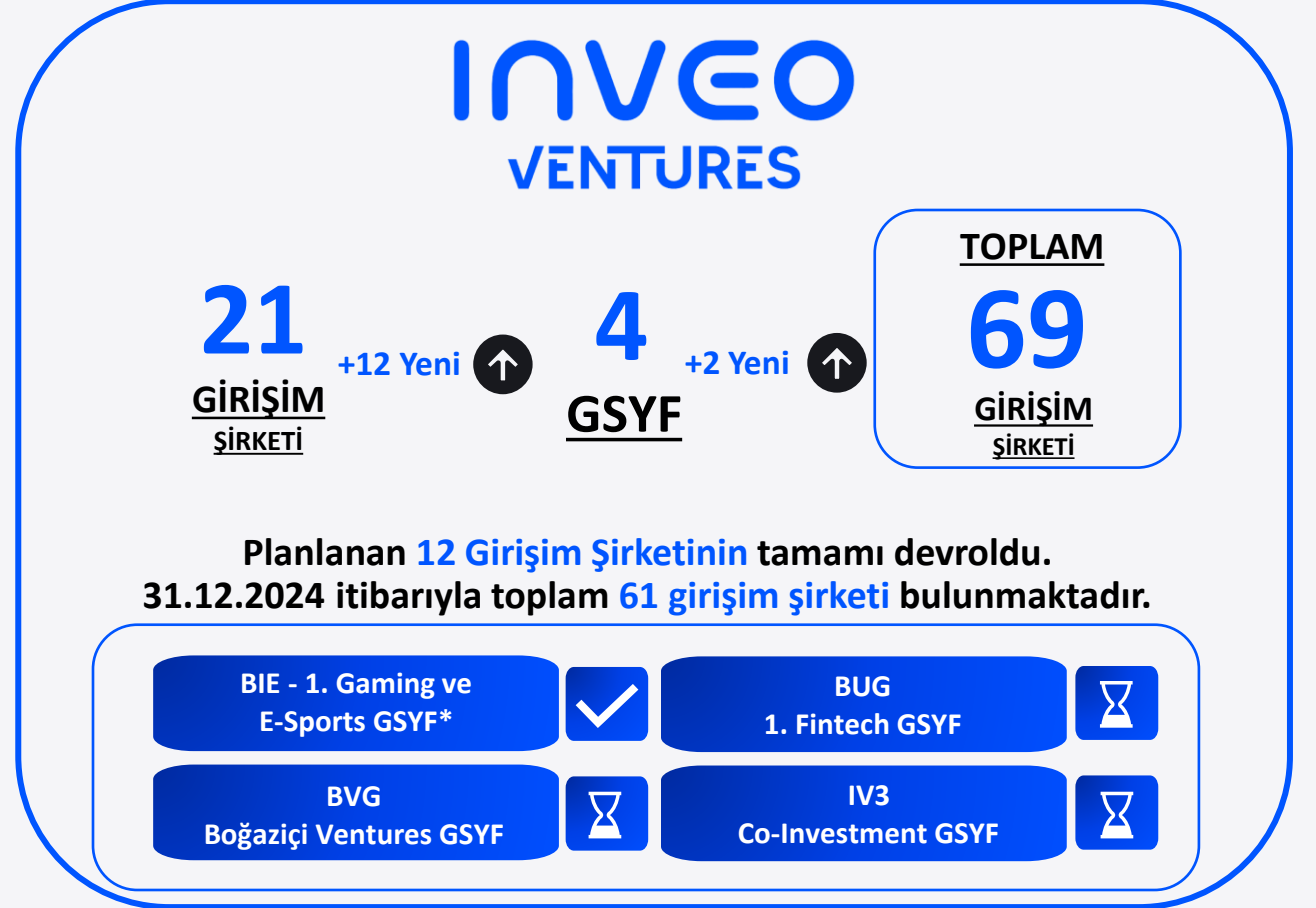 INVEO
VENTURES
21
GİRİŞİM
ŞİRKETİ
+12 Yeni
4
GSYF
+2 Yeni
TOPLAM
69
GİRİŞİM
ŞİRKETİ
Planlanan 12 Girişim Şirketinin tamamı devroldu.
31.12.2024 itibarıyla toplam 61 girişim şirketi bulunmaktadır.
BIE - 1. Gaming ve
E-Sports GSYF*
BUG
1. Fintech GSYF
BVG
Boğaziçi Ventures GSYF
IV3
Co-Investment GSYF